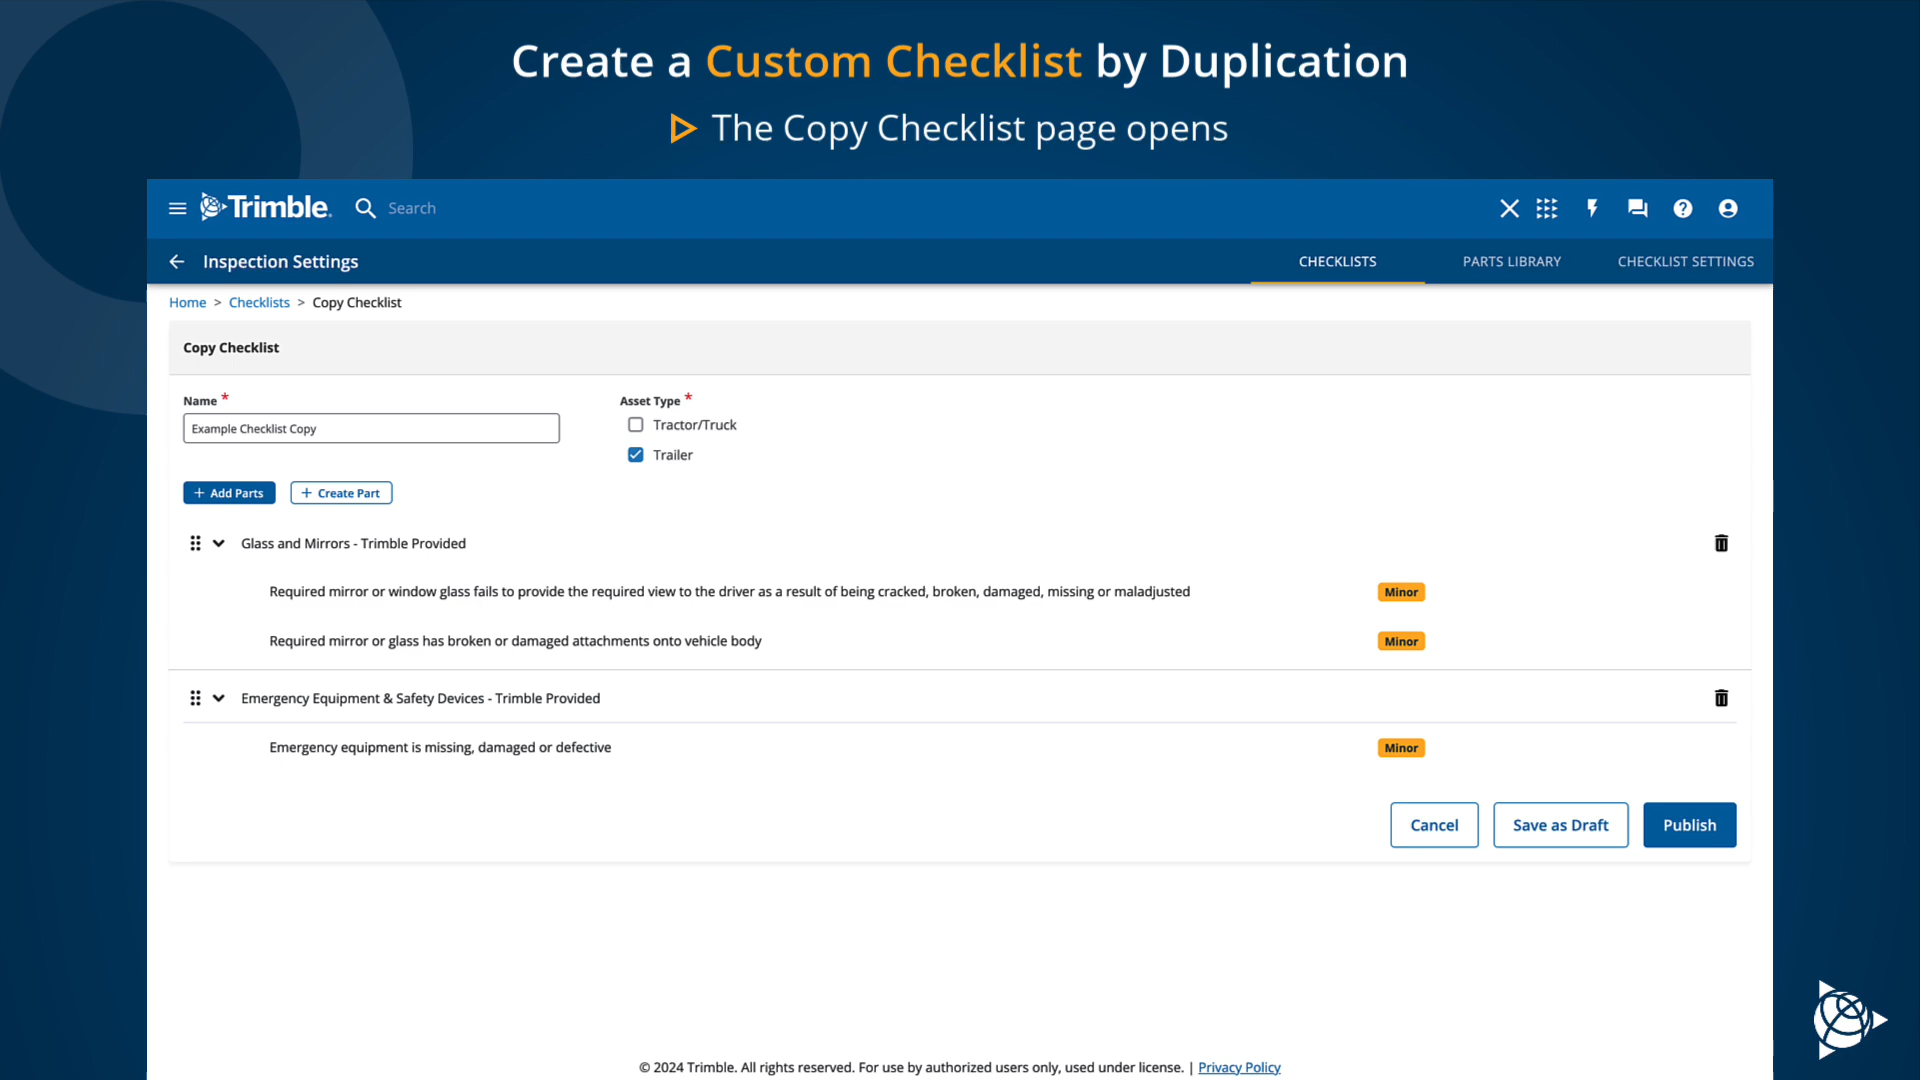 Create a Custom Checklist by Duplication
The Copy Checklist page opens
Trimble.
Search
Inspection Settings
CHECKLISTS
PARTS LIBRARY
CHECKLIST SETTINGS
Home > Checklists > Copy Checklist
Copy Checklist
Name *
Asset Type *
Example Checklist Copy
Tractor/Truck
Trailer
+ Add Parts
+ Create Part
Glass and Mirrors - Trimble Provided
Required mirror or window glass fails to provide the required view to the driver as a result of being cracked, broken, damaged, missing or maladjusted
Minor
Required mirror or glass has broken or damaged attachments onto vehicle body
Minor
Emergency Equipment & Safety Devices - Trimble Provided
Emergency equipment is missing, damaged or defective
Minor
Cancel
Save as Draft
Publish
© 2024 Trimble. All rights reserved. For use by authorized users only, used under license. | Privacy Policy